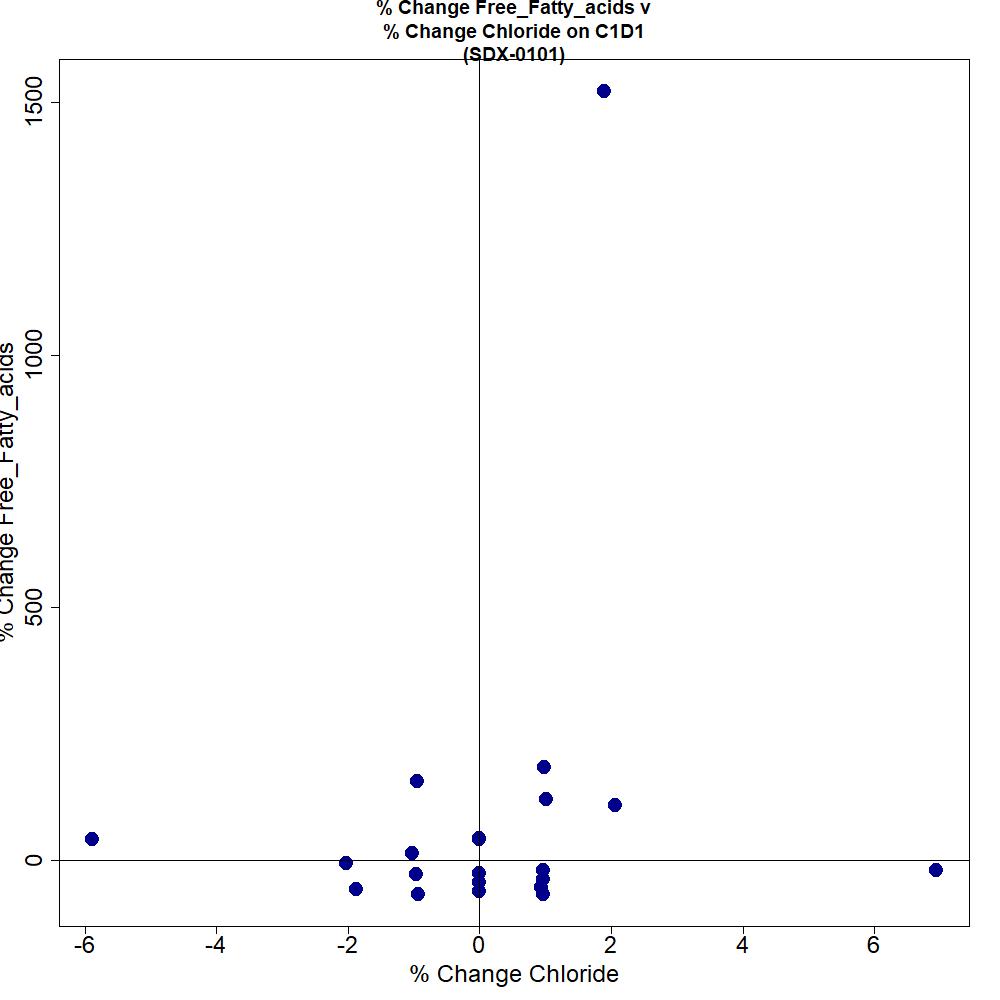 % Change Free_Fatty_acids v
% Change Chloride on C1D1
(SDX-0101)
% Change Free_Fatty_acids
1500
1000
500
0
-6 -4 -2 0 2 4 6
% Change Chloride